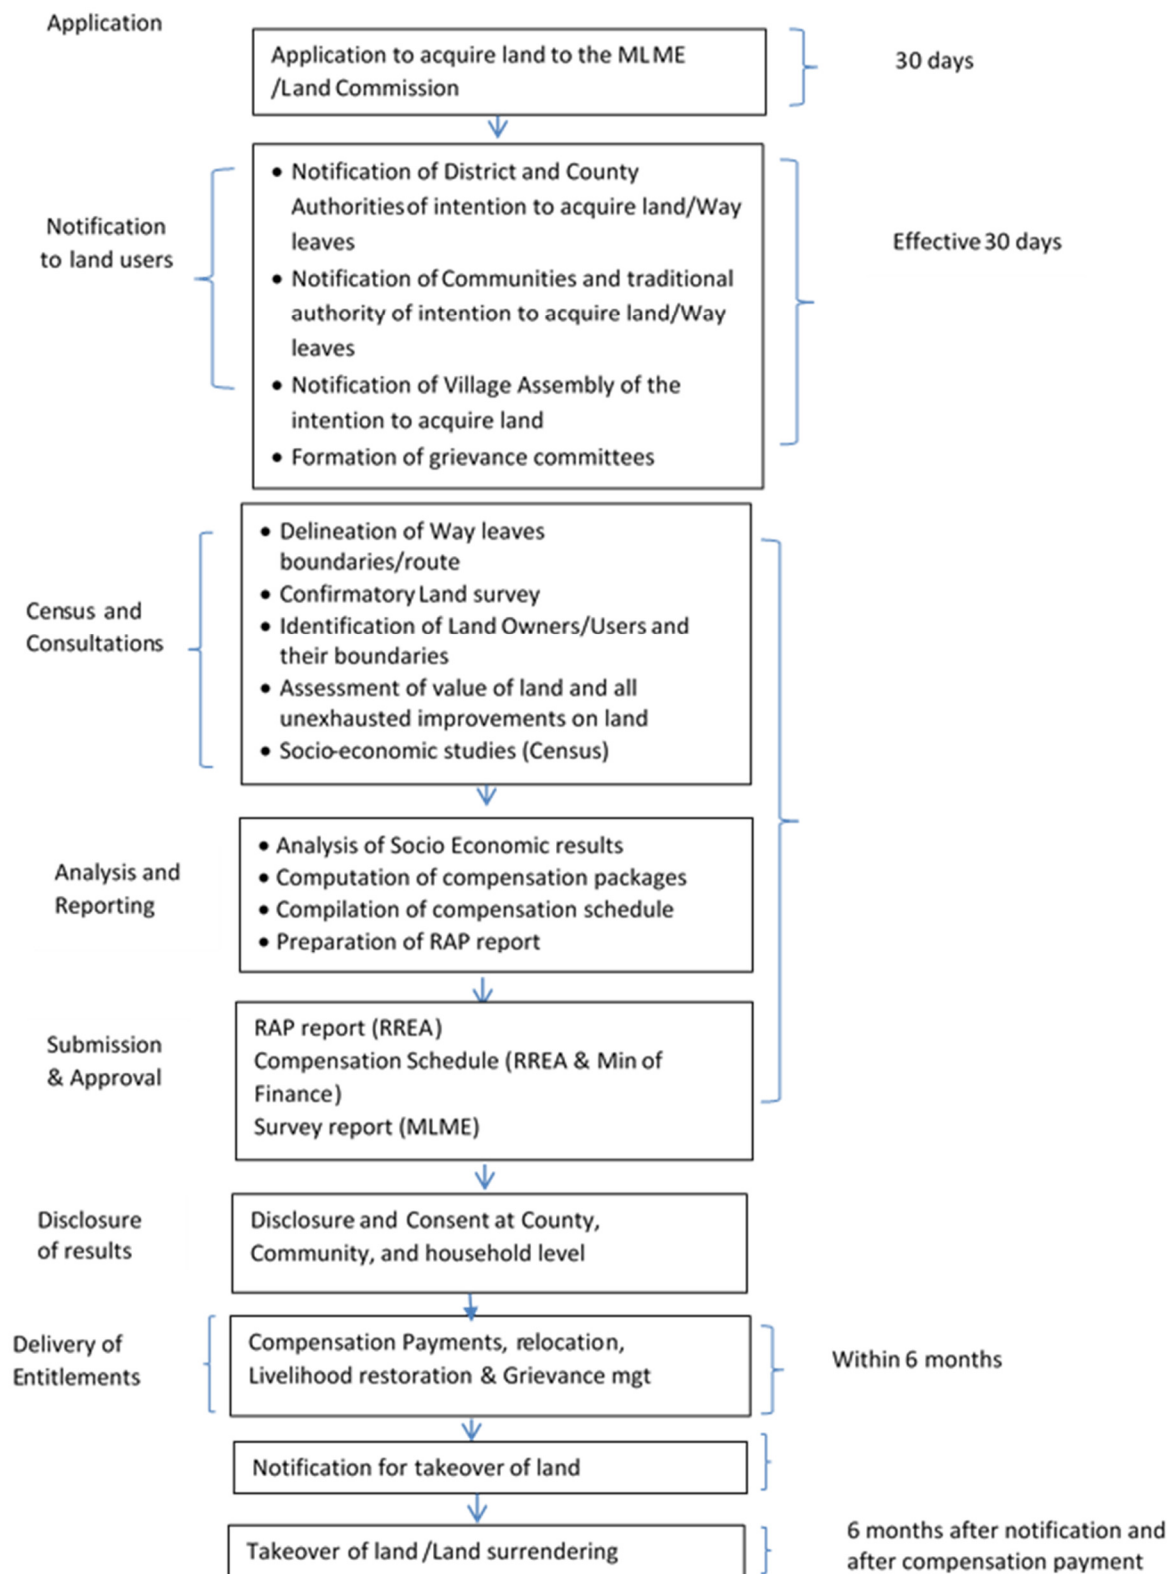 Application
Application to acquire land to the MLME
/Land Commission
30 days
Notification
to land users
• Notification of District and County
Authorities of intention to acquire land/Way
leaves
• Notification of Communities and traditional
authority of intention to acquire land/Way
leaves
• Notification of Village Assembly of the
intention to acquire land
• Formation of grievance committees
Effective 30 days
Census and
Consultations
• Delineation of Way leaves
boundaries/route
• Confirmatory Land survey
• Identification of Land Owners/Users and
their boundaries
• Assessment of value of land and all
unexhausted improvements on land
• Socio-economic studies (Census)
Analysis and
Reporting
• Analysis of Socio Economic results
• Computation of compensation packages
• Compilation of compensation schedule
• Preparation of RAP report
Submission
& Approval
RAP report (RREA)
Compensation Schedule (RREA & Min of
Finance)
Survey report (MLME)
Disclosure
of results
Disclosure and Consent at County,
Community, and household level
Delivery of
Entitlements
Compensation Payments, relocation,
Livelihood restoration & Grievance mgt
Within 6 months
Notification for takeover of land
Takeover of land /Land surrendering
6 months after notification and
after compensation payment